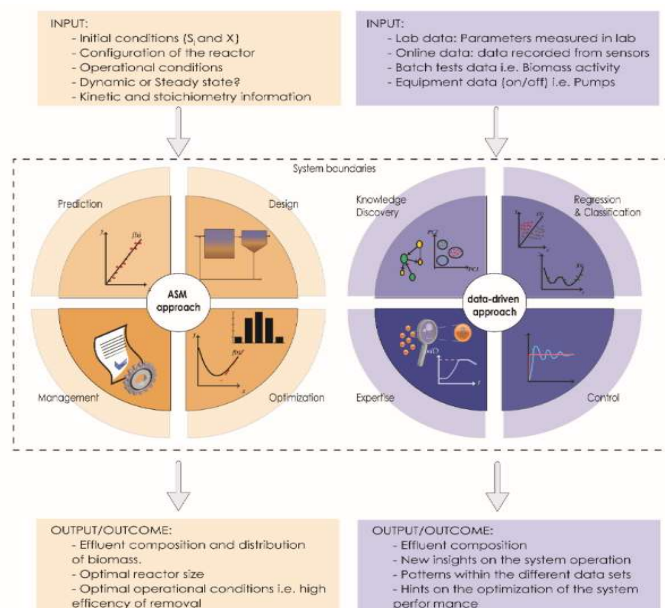 INPUT:
- Initial conditions (S, and X)
- Configuration of the reactor
- Operational conditions
- Dynamic or Steady state?
- Kinetic and stoichiometry information
INPUT:
- Lab data: Parameters measured in lab
- Online data: data recorded from sensors
- Batch tests data i.e. Biomass activity
- Equipment data (on/off) i.e. Pumps
System boundaries
Prediction
Design
ASM
approach
Management
Optimization
Knowledge
Discovery
Regression
& Classification
PC2
PC1
data-driven
approach
Expertise
Control
OUTPUT/OUTCOME:
- Effluent composition and distribution
of biomass.
- Optimal reactor size
- Optimal operational conditions i.e. high
efficency of removal
OUTPUT/OUTCOME:
- Effluent composition
- New insights on the system operation
- Patterns within the different data sets
- Hints on the optimization of the system
performance